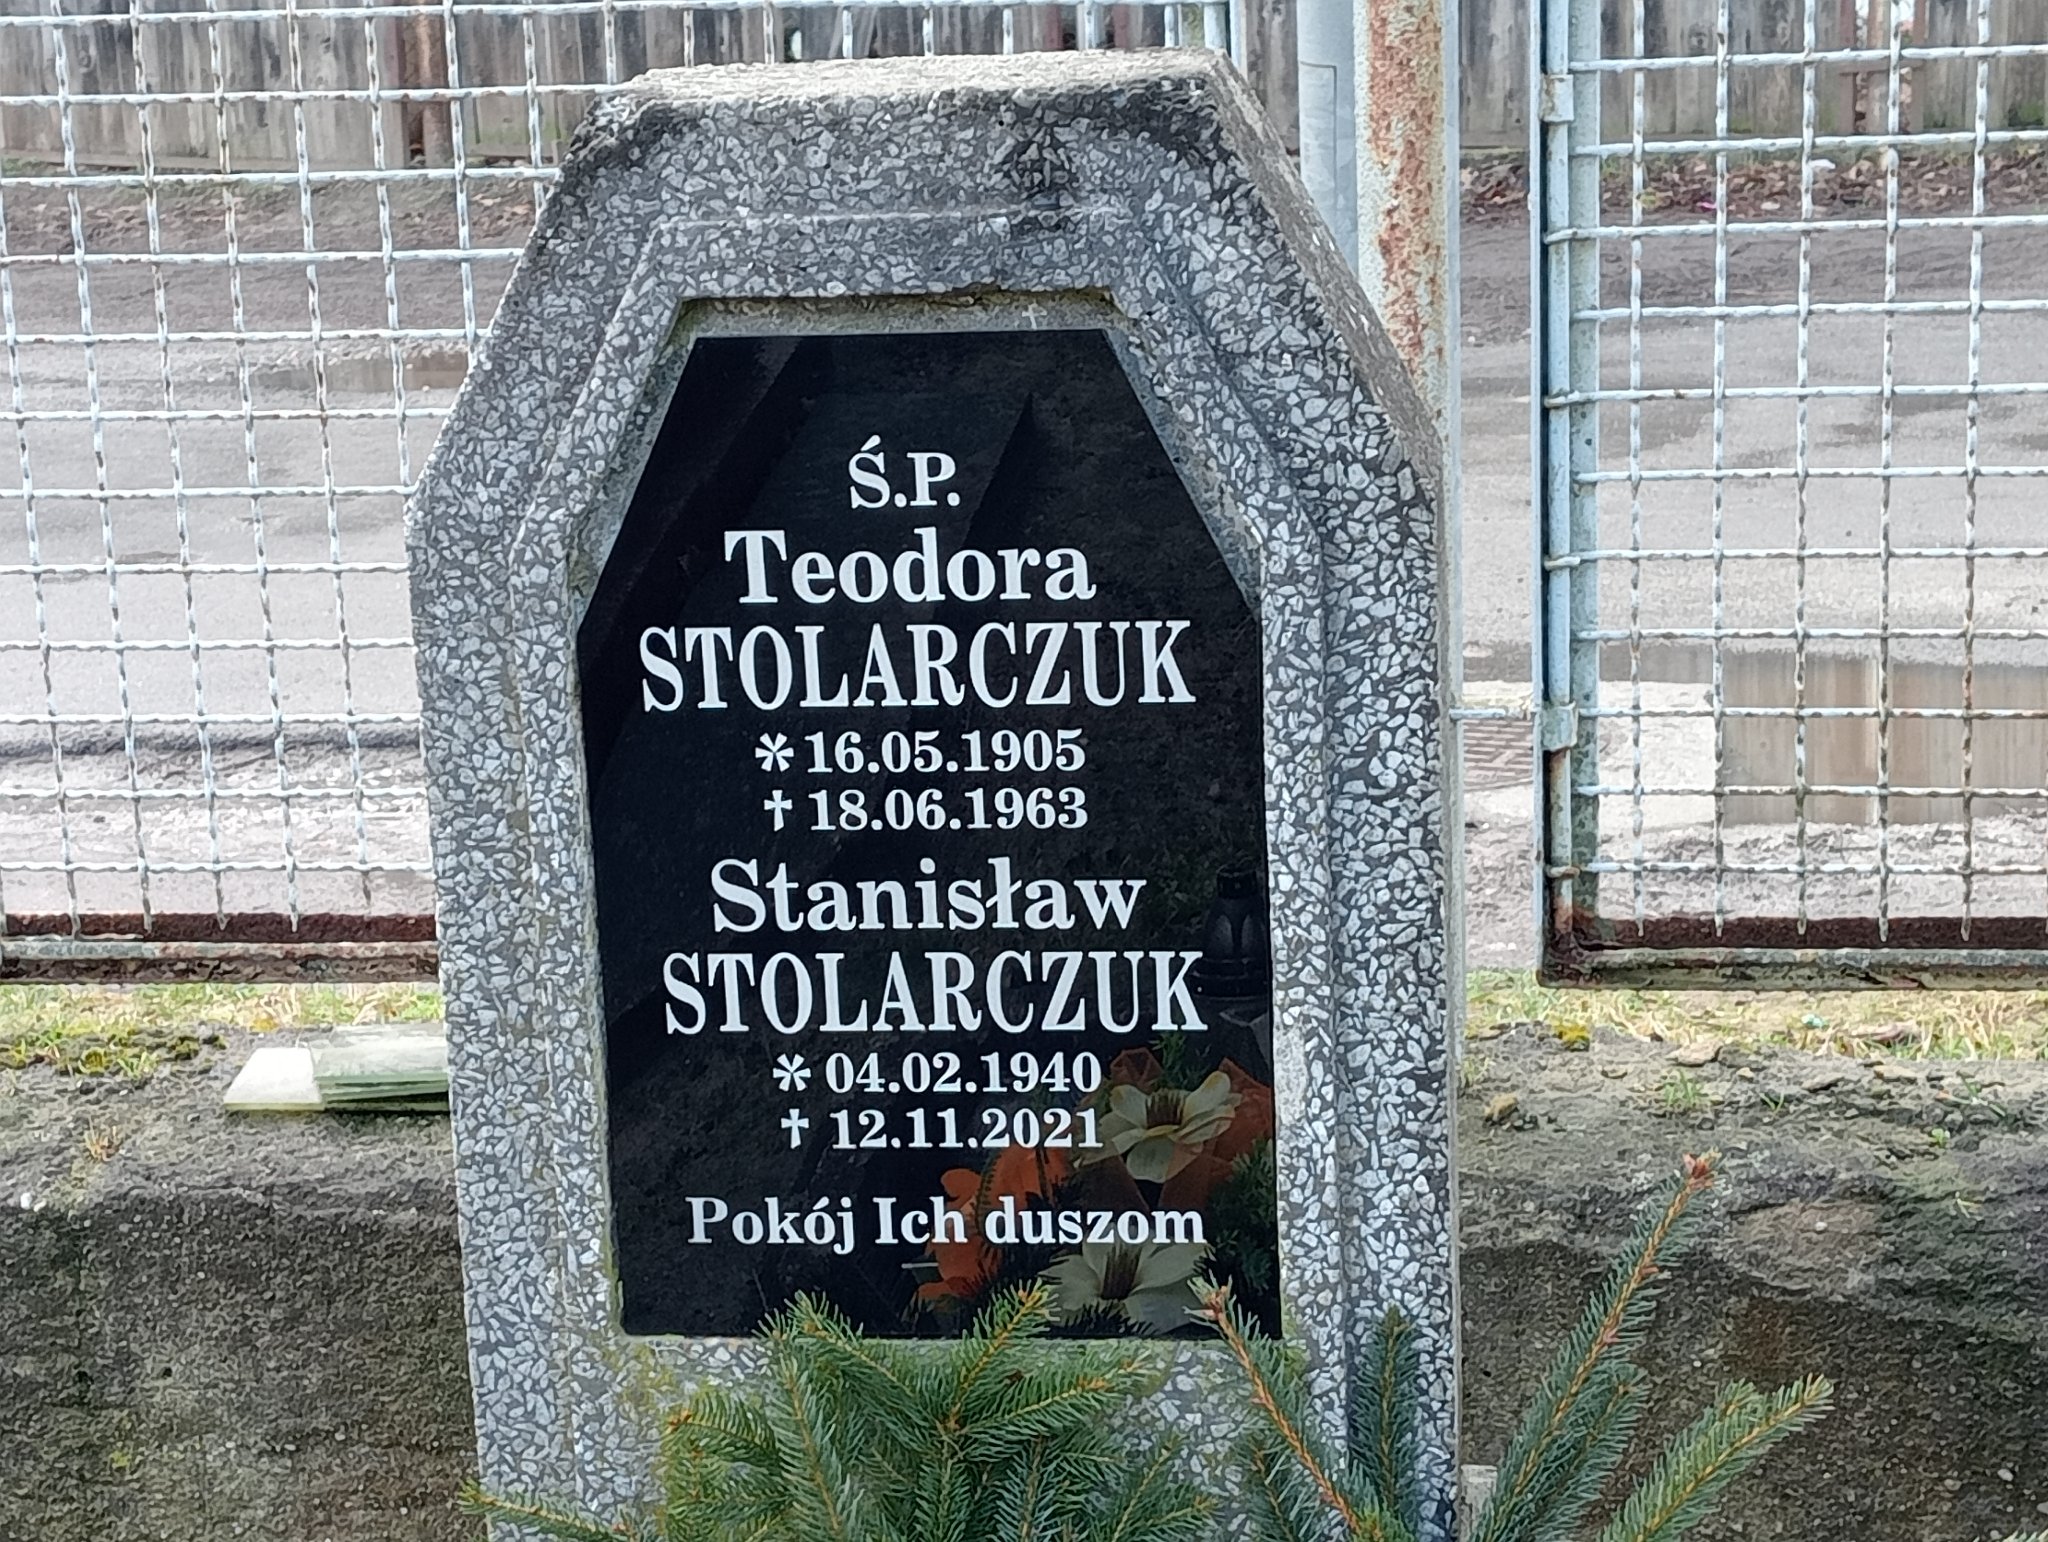 Ś.P.
Teodora
STOLARCZUK
* 16.05.1905
† 18.06.1963
Stanisław
STOLARCZUK
* 04.02.1940
† 12.11.2021
Pokój Ich duszom